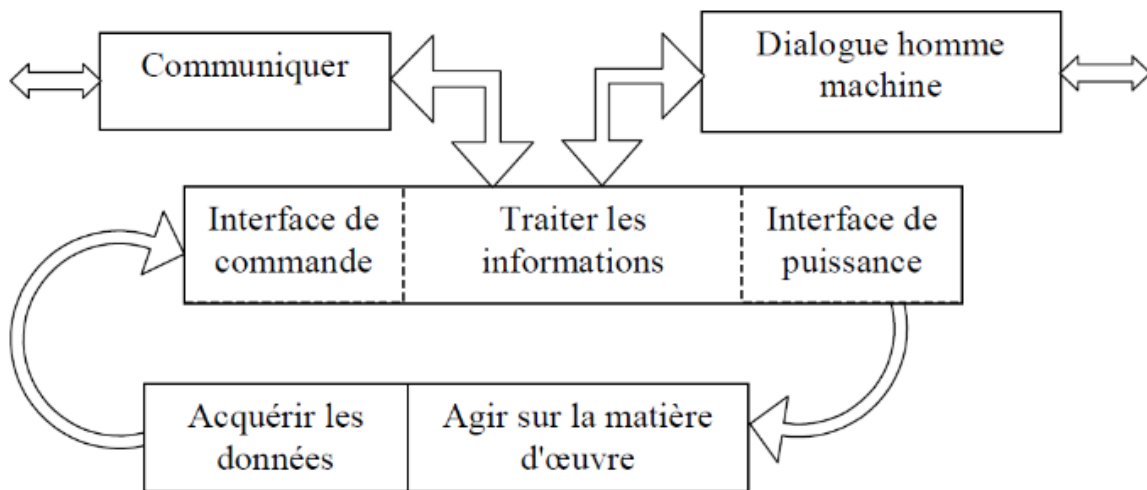 Communiquer
Dialogue homme
machine
Interface de
commande
Traiter les
informations
Interface de
puissance
Acquérir les
données
Agir sur la matière
d'œuvre